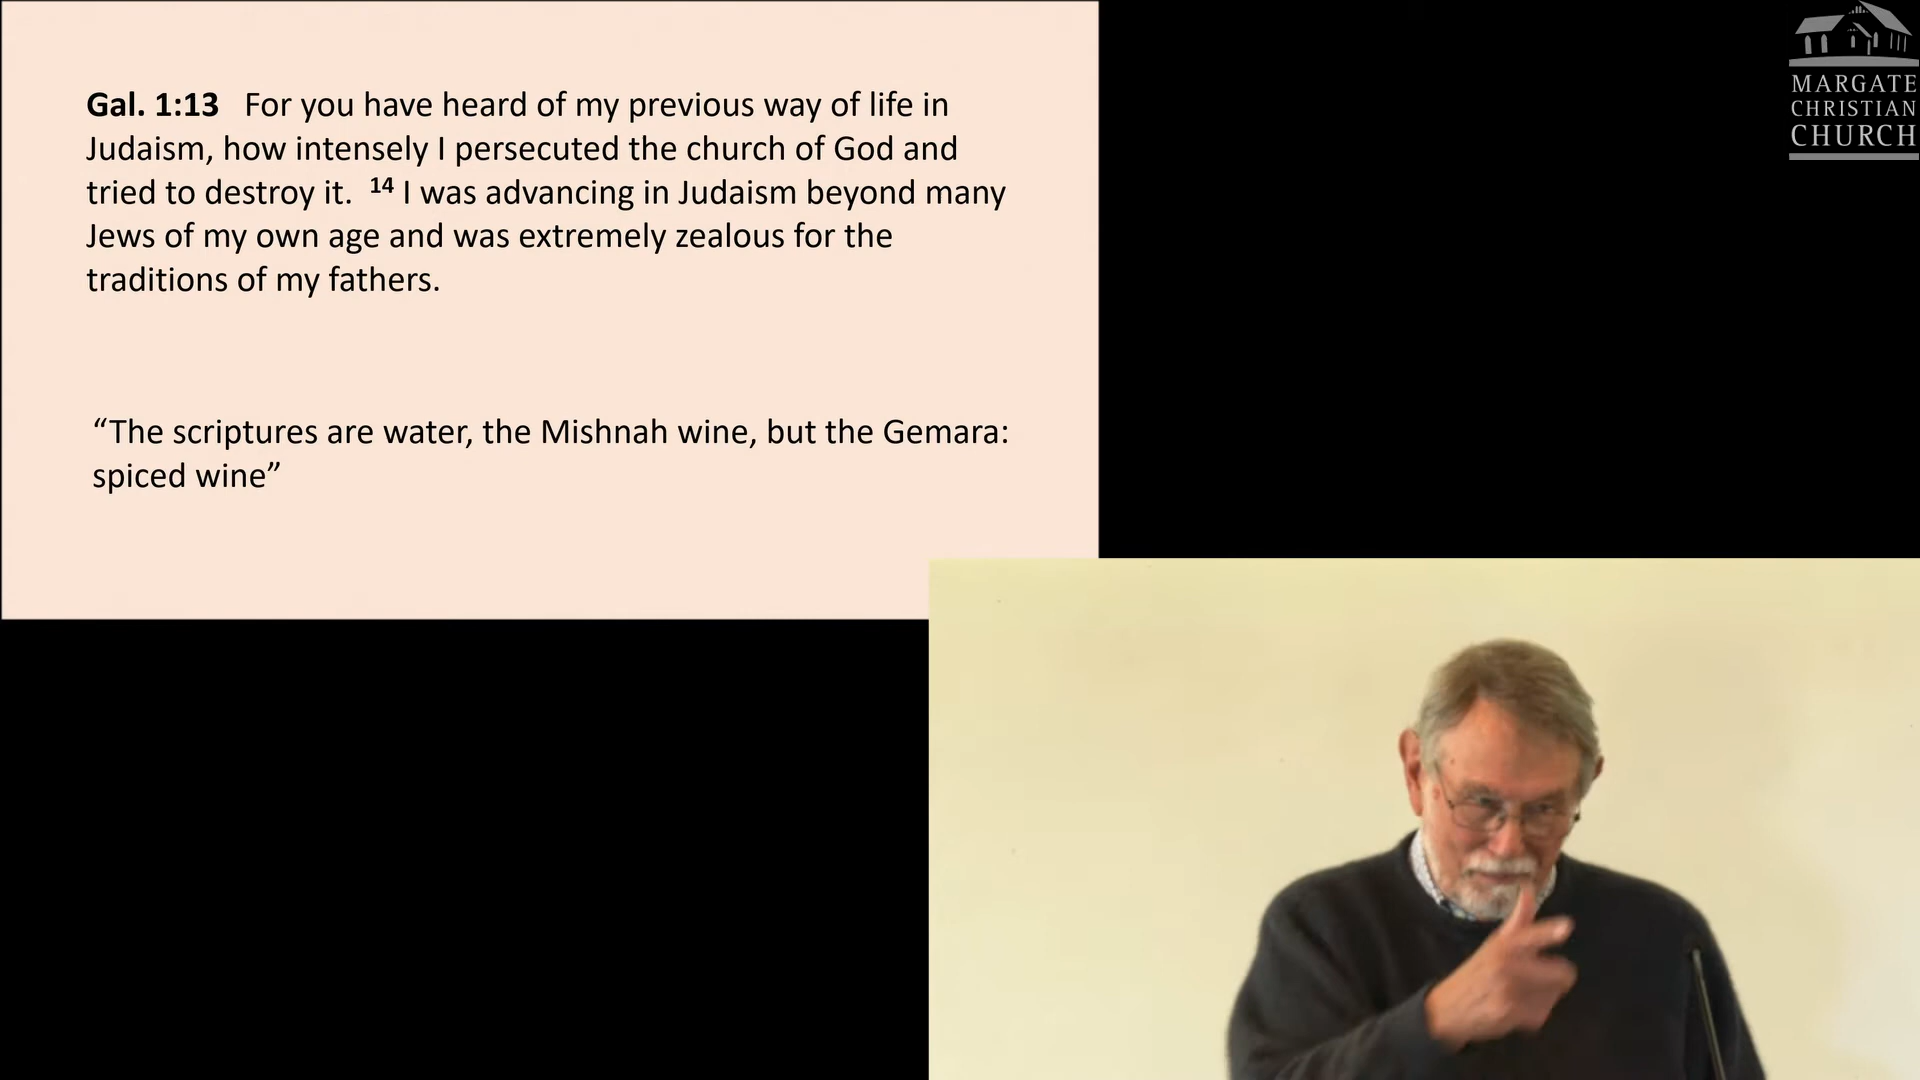 Gal. 1:13 For you have heard of my previous way of life in
Judaism, how intensely I persecuted the church of God and
tried to destroy it. 14 I was advancing in Judaism beyond many
Jews of my own age and was extremely zealous for the
traditions of my fathers.
“The scriptures are water, the Mishnah wine, but the Gemara:
spiced wine”
MARGATE
CHRISTIAN
CHURCH